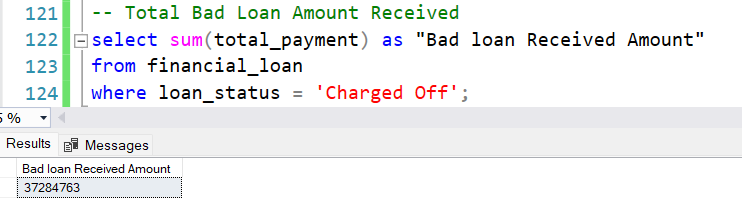 121 -- Total Bad Loan Amount Received
122 select sum(total_payment) as "Bad loan Received Amount"
123 from financial_loan
124 where loan_status = 'Charged Off';
%
Results Messages
Bad loan Received Amount
37284763